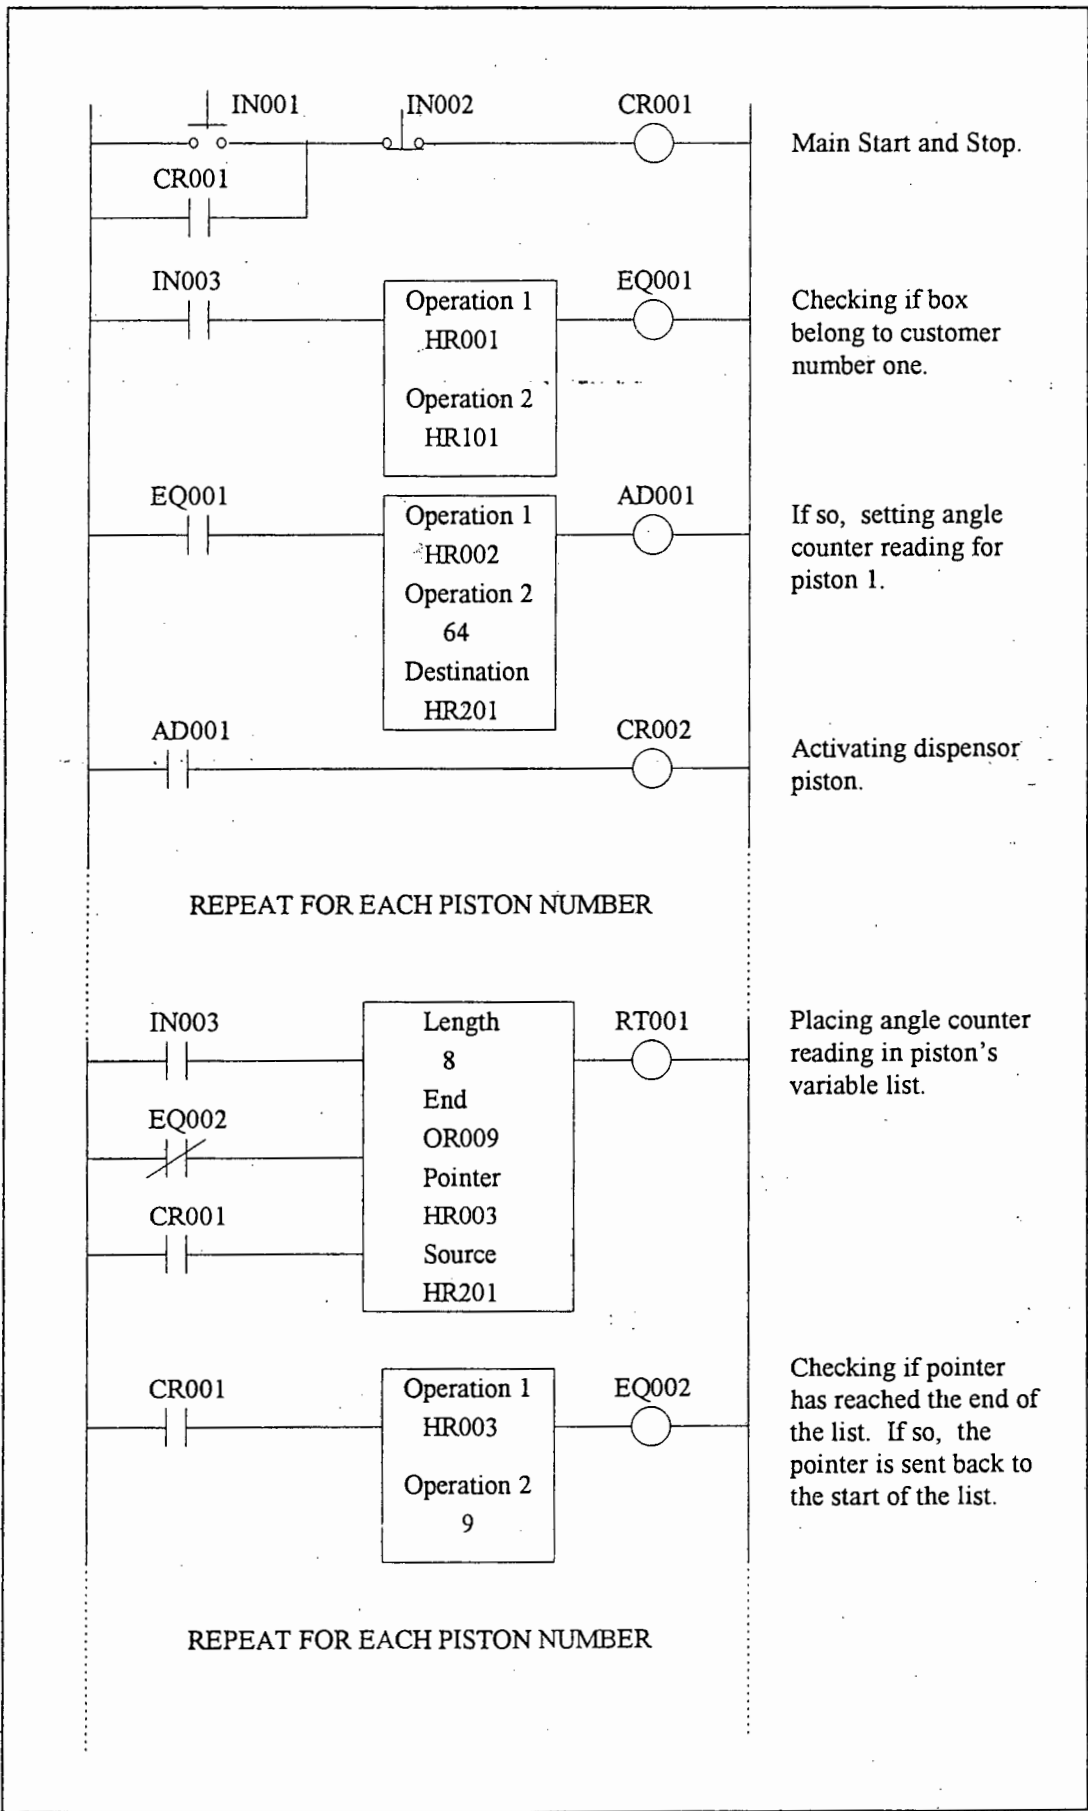 IN001
IN002
CR001
Main Start and Stop.
CR001
IN003
Operation 1
HR001
Operation 2
HR101
EQ001
Checking if box
belong to customer
number one.
EQ001
Operation 1
HR002
Operation 2
64
Destination
HR201
AD001
If so, setting angle
counter reading for
piston 1.
AD001
CR002
Activating dispensor
piston.
REPEAT FOR EACH PISTON NUMBER
IN003
EQ002
CR001
Length
8
End
OR009
Pointer
HR003
Source
HR201
RT001
Placing angle counter
reading in piston's
variable list.
CR001
Operation 1
HR003
Operation 2
9
EQ002
Checking if pointer
has reached the end of
the list. If so, the
pointer is sent back to
the start of the list.
REPEAT FOR EACH PISTON NUMBER